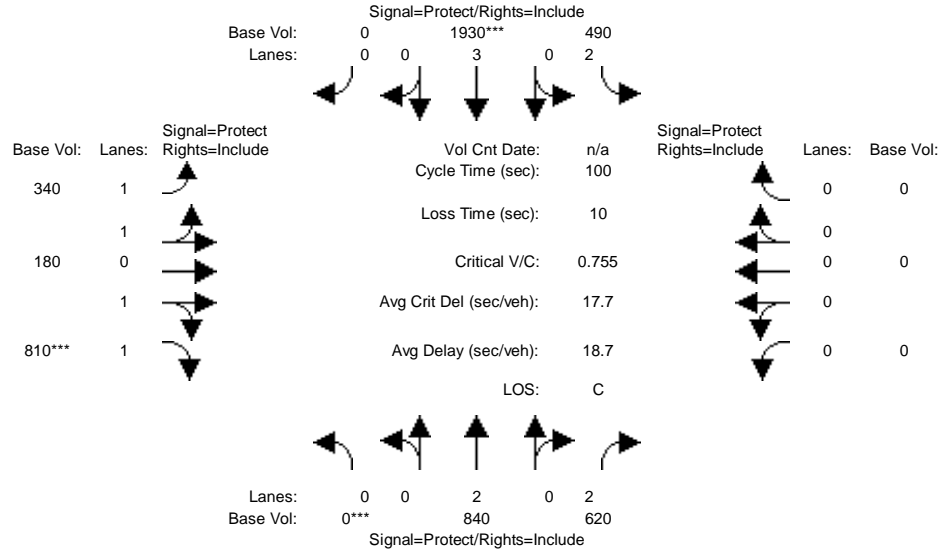 Signal=Protect/Rights=Include
Base Vol: 0 1930*** 490
Lanes: 0 0 3 0 2
Signal=Protect
Base Vol: Lanes: Rights=Include
Vol Cnt Date: n/a
Signal=Protect
Rights=Include Lanes: Base Vol:
Cycle Time (sec): 100
340 1
0 0
Loss Time (sec): 10
1
0
180 0
Critical V/C: 0.755
0 0
1
Avg Crit Del (sec/veh): 17.7
0
810*** 1
Avg Delay (sec/veh): 18.7
0 0
LOS: C
Lanes: 0 0 2 0 2
Base Vol: 0*** 840 620
Signal=Protect/Rights=Include